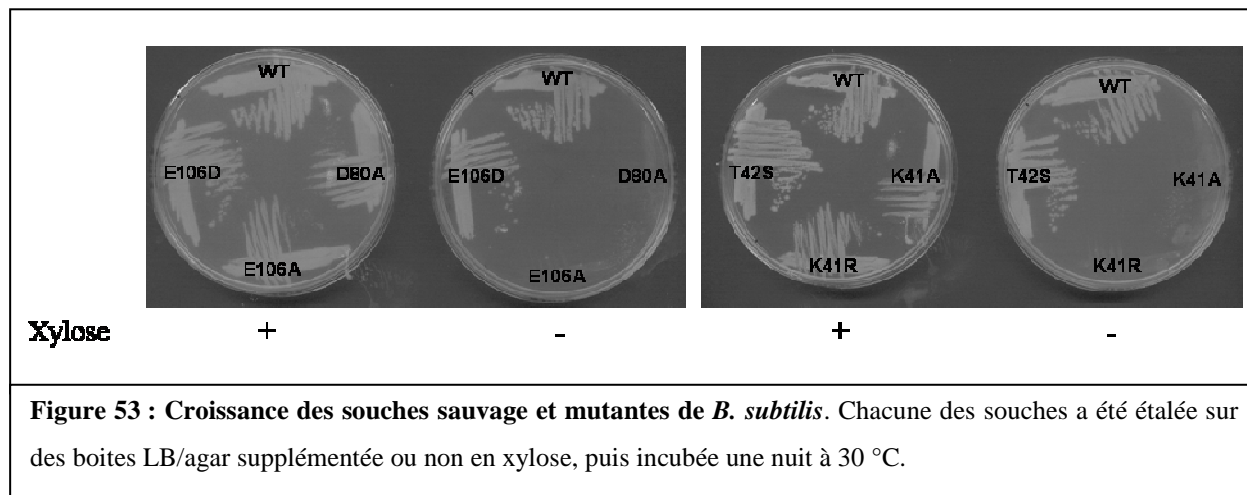 WT WT WT WT
E106D D80A E106D D80A T42S K41A T42S K41A
E106A E106A K41R K41R
Xylose + - + -
Figure 53 : Croissance des souches sauvage et mutantes de B. subtilis. Chacune des souches a été étalée sur
des boites LB/agar supplémentée ou non en xylose, puis incubée une nuit à 30 °C.